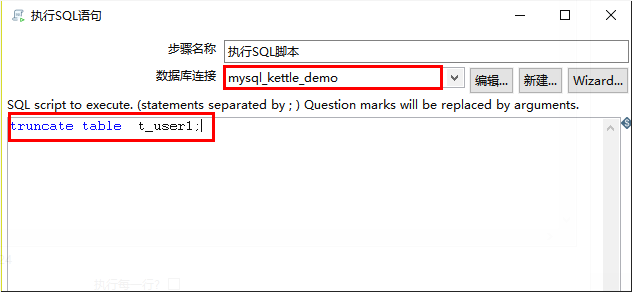 执行SQL语句
步骤名称 执行SQL脚本
数据库连接 mysql_kettle_demo 编辑... 新建... Wizard...
SQL script to execute. (statements separated by ; ) Question marks will be replaced by arguments.
truncate table  t_user1;
执行每一行?